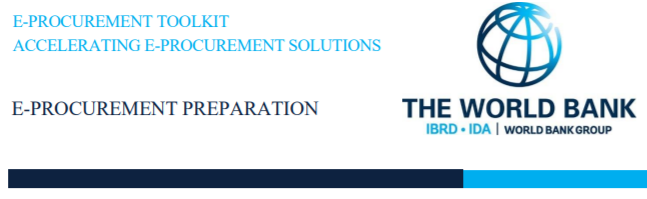 E-PROCUREMENT TOOLKIT
ACCELERATING E-PROCUREMENT SOLUTIONS
E-PROCUREMENT PREPARATION
THE WORLD BANK
IBRD • IDA | WORLD BANK GROUP